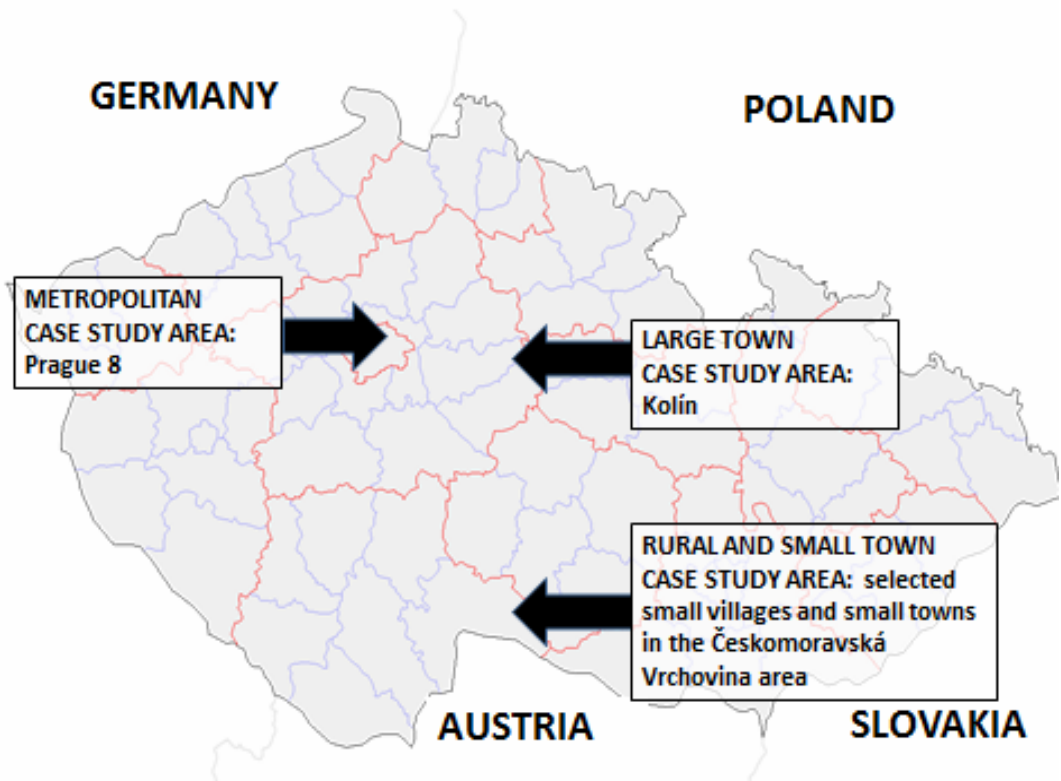 GERMANY
POLAND
METROPOLITAN
CASE STUDY AREA:
Prague 8
LARGE TOWN
CASE STUDY AREA:
Kolín
RURAL AND SMALL TOWN
CASE STUDY AREA: selected
small villages and small towns
in the Českomoravská
Vrchovina area
AUSTRIA
SLOVAKIA